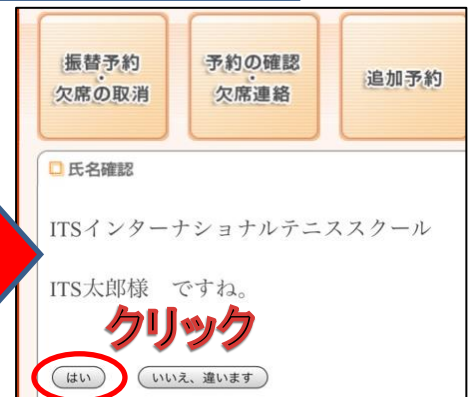 振替予約
・
欠席の取消
予約の確認
・
欠席連絡
追加予約
氏名確認
ITSインターナショナルテニススクール
ITS太郎様　ですね。
クリック
はい
いいえ、違います